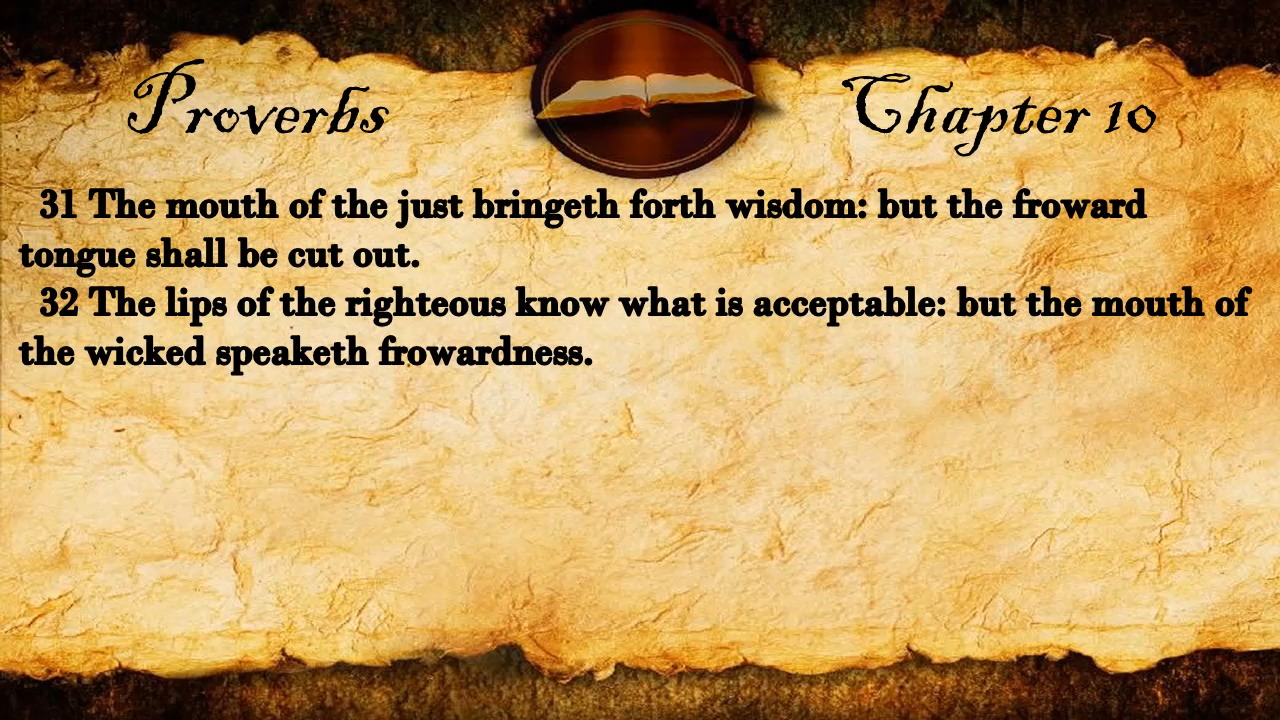 Proverbs
Chapter 10
31 The mouth of the just bringeth forth wisdom: but the froward
tongue shall be cut out.
32 The lips of the righteous know what is acceptable: but the mouth of
the wicked speaketh frowardness.